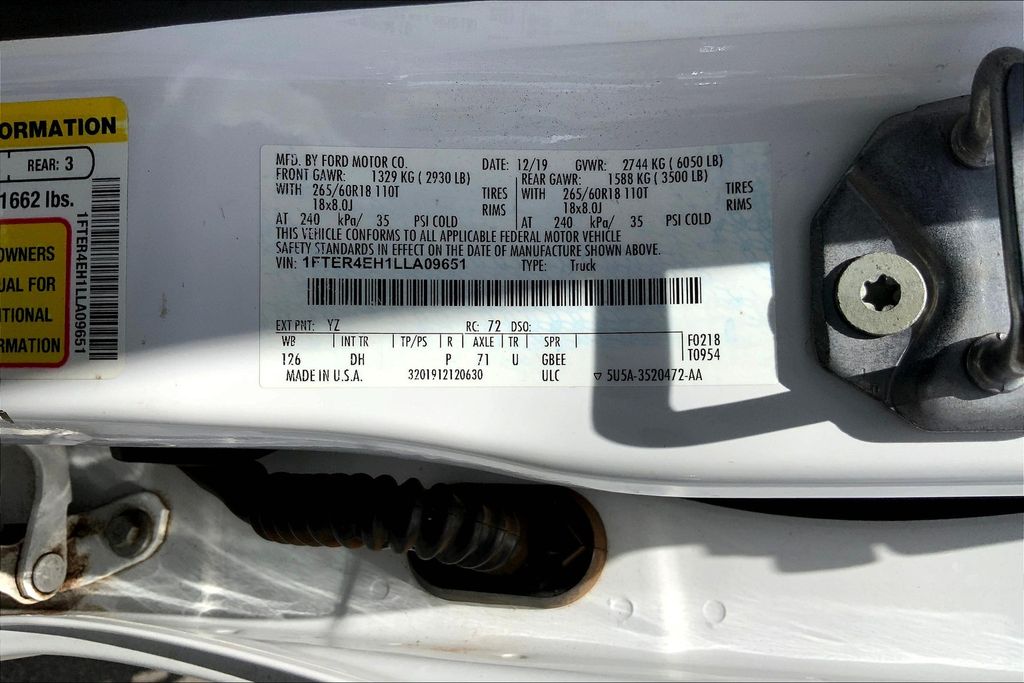 ORMATION
REAR: 3
1662 lbs.
OWNERS
UAL FOR
ITIONAL
RMATION
1FTER4EH1LLA09651
MFD. BY FORD MOTOR CO. DATE: 12/19 GVWR: 2744 KG ( 6050 LB)
FRONT GAWR: 1329 KG ( 2930 LB) REAR GAWR: 1588 KG ( 3500 LB)
WITH 265/60R18 110T TIRES WITH 265/60R18 110T TIRES
18x8.0J RIMS 18x8.0J RIMS
AT 240 kPa/ 35 PSI COLD AT 240 kPa/ 35 PSI COLD
THIS VEHICLE CONFORMS TO ALL APPLICABLE FEDERAL MOTOR VEHICLE
SAFETY STANDARDS IN EFFECT ON THE DATE OF MANUFACTURE SHOWN ABOVE.
VIN: 1FTER4EH1LLA09651 TYPE: Truck
EXT PNT: YZ RC: 72 DSO:
WB INT TR TP/PS R AXLE TR SPR F0218
126 DH P 71 U GBEE T0954
MADE IN U.S.A. 3201912120630 ULC ▽ 5U5A-3520472-AA